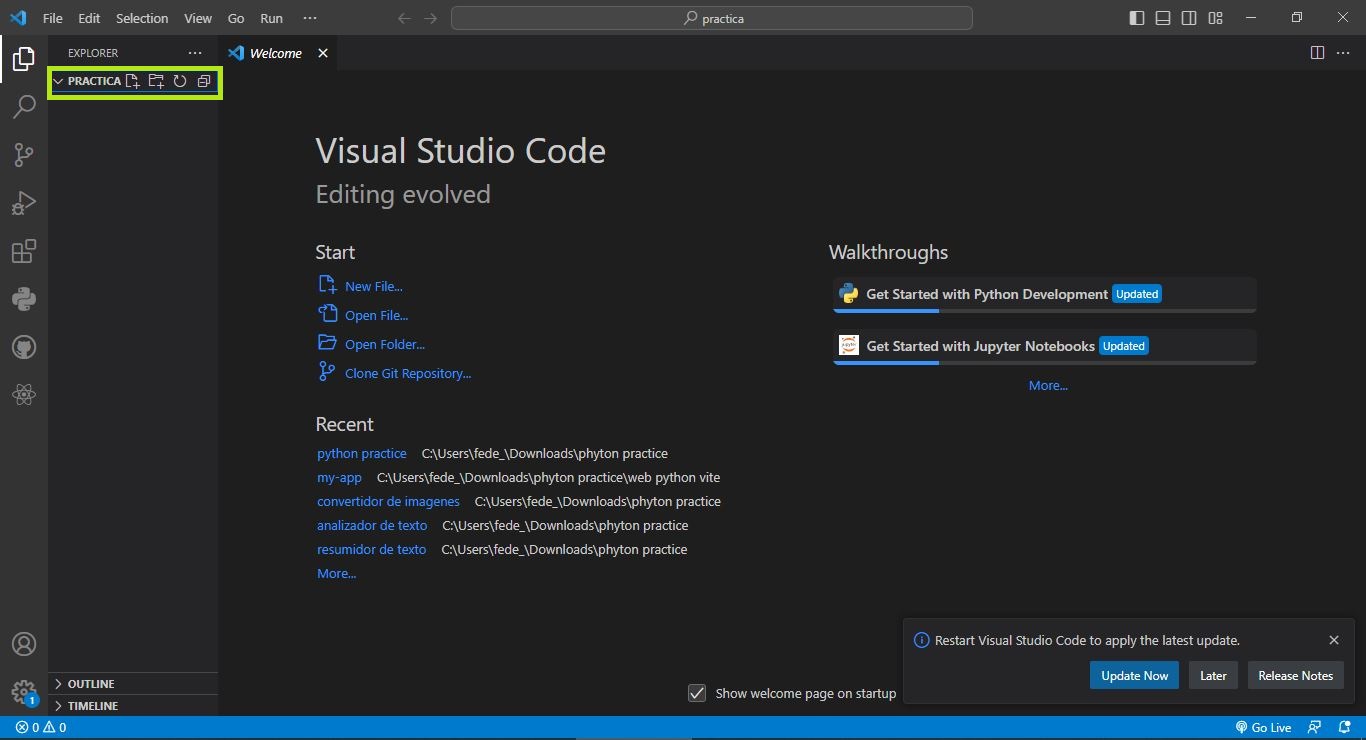 File Edit Selection View Go Run ···
practica
EXPLORER ···
Welcome
PRACTICA
Visual Studio Code
Editing evolved
Start
New File...
Open File...
Open Folder...
Clone Git Repository...
Recent
python practice C:\Users\fede_\Downloads\phyton practice
my-app C:\Users\fede_\Downloads\phyton practice\web python vite
convertidor de imagenes C:\Users\fede_\Downloads\phyton practice
analizador de texto C:\Users\fede_\Downloads\phyton practice
resumidor de texto C:\Users\fede_\Downloads\phyton practice
More...
Walkthroughs
Get Started with Python Development Updated
Get Started with Jupyter Notebooks Updated
More...
Restart Visual Studio Code to apply the latest update.
Update Now Later Release Notes
Show welcome page on startup
OUTLINE
TIMELINE
1
0 0
Go Live